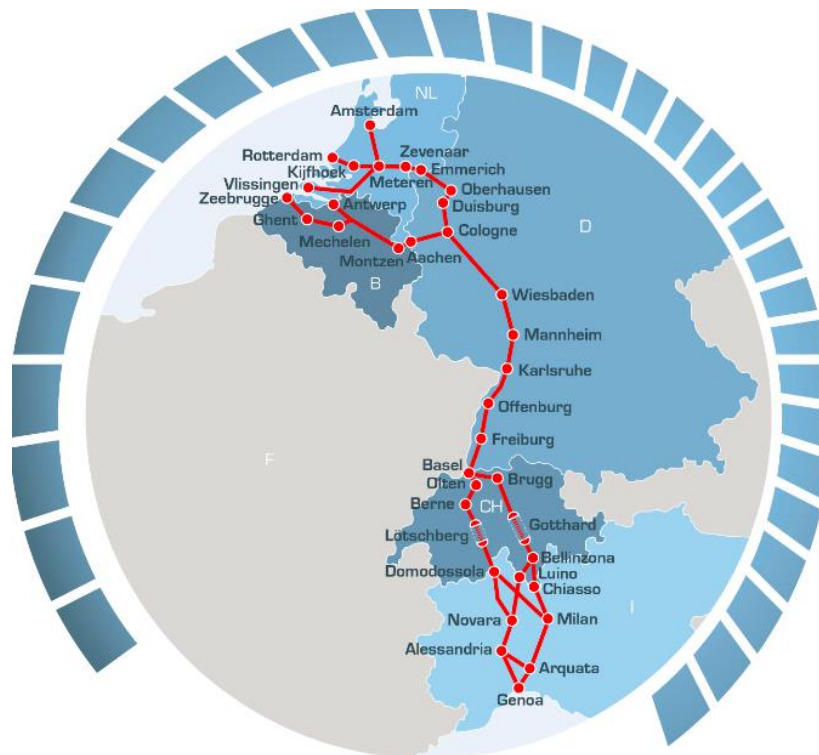 NL
Amsterdam
Rotterdam
Zevenaar
Kijfhoek
Emmerich
Meteren
Vlissingen
Oberhausen
Zeebrugge
Antwerp
Duisburg
Ghent
D
Cologne
Mechelen
Aachen
Montzen
B
Wiesbaden
Mannheim
Karlsruhe
Offenburg
Freiburg
F
Basel
Brugg
Olten
Berne
CH
Gotthard
Lötschberg
Bellinzona
Domodossola
Luino
Chiasso
I
Novara
Milan
Alessandria
Arquata
Genoa